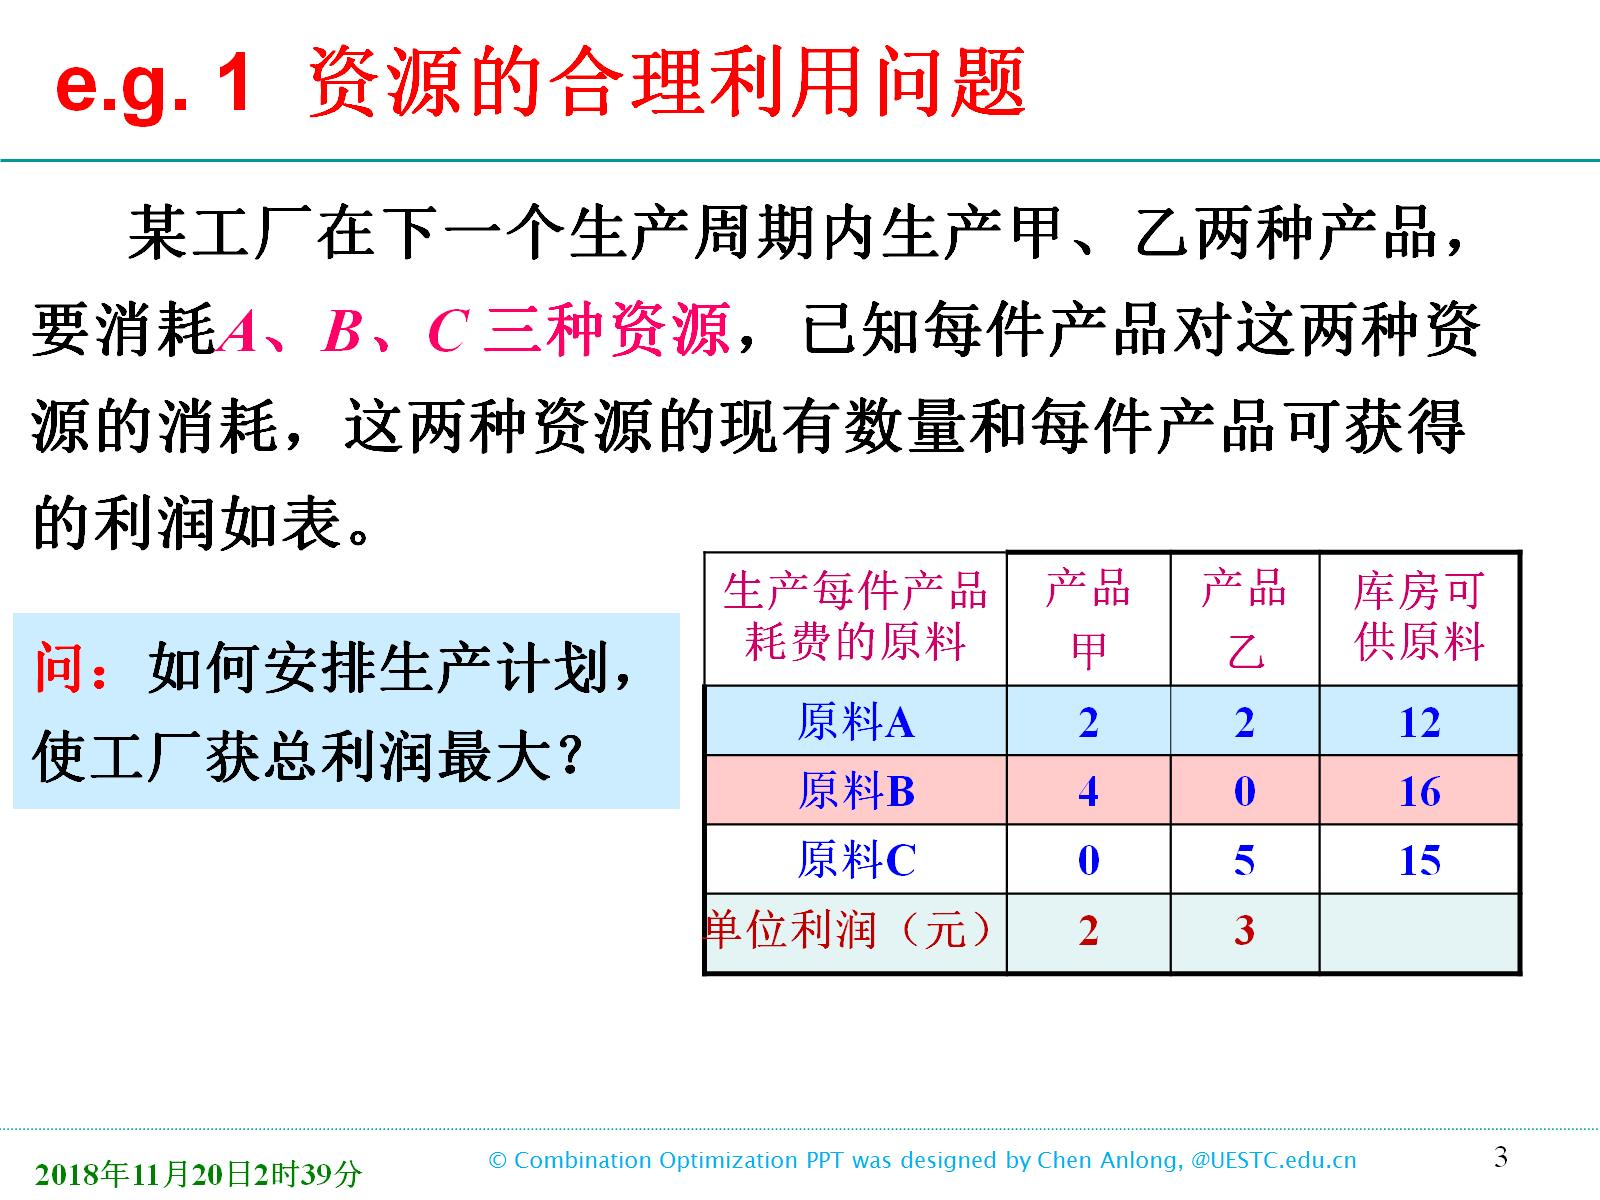 e.g. 1 资源的合理利用问题
某工厂在下一个生产周期内生产甲、乙两种产品，
要消耗A、B、C 三种资源，已知每件产品对这两种资
源的消耗，这两种资源的现有数量和每件产品可获得
的利润如表。
问：如何安排生产计划，
使工厂获总利润最大？
生产每件产品 产品 产品 库房可
耗费的原料 甲 乙 供原料
原料A 2 2 12
原料B 4 0 16
原料C 0 5 15
单位利润（元） 2 3
2018年11月20日2时39分
© Combination Optimization PPT was designed by Chen Anlong, @UESTC.edu.cn
3